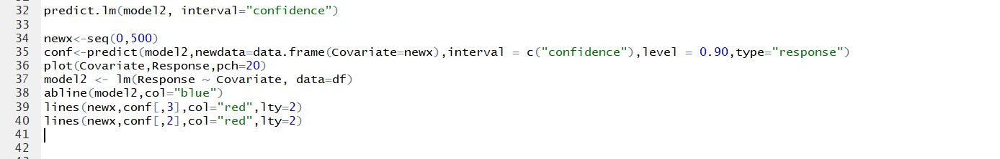 32 predict.lm(model2, interval="confidence")
33
34 newx<-seq(0,500)
35 conf<-predict(model2,newdata=data.frame(Covariate=newx),interval = c("confidence"),level = 0.90,type="response")
36 plot(Covariate,Response,pch=20)
37 model2 <- lm(Response ~ Covariate, data=df)
38 abline(model2,col="blue")
39 lines(newx,conf[,3],col="red",lty=2)
40 lines(newx,conf[,2],col="red",lty=2)
41
42